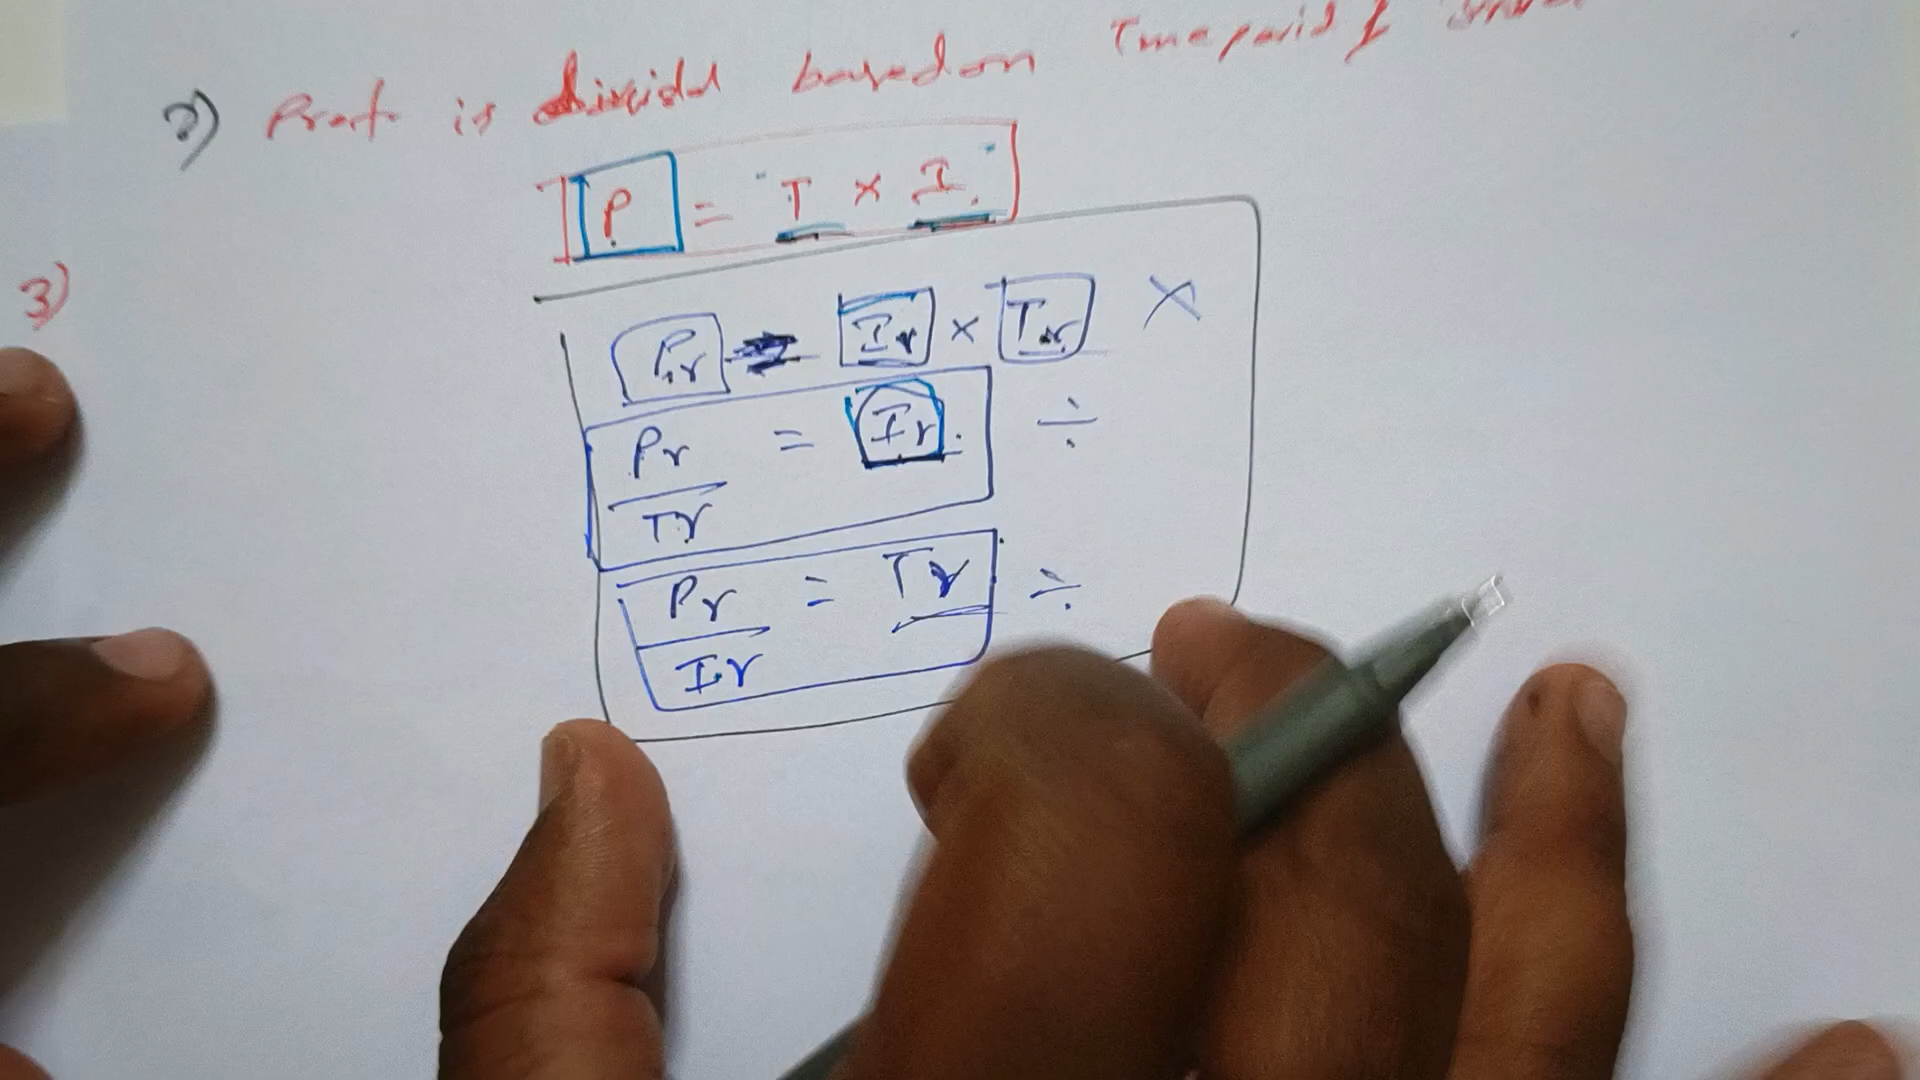 2) Profit is divided based on Time period &
P = T × I
3)
Pr = Ir × Tr ×
Pr = Ir ÷
Tr
Pr = Tr ÷
Ir